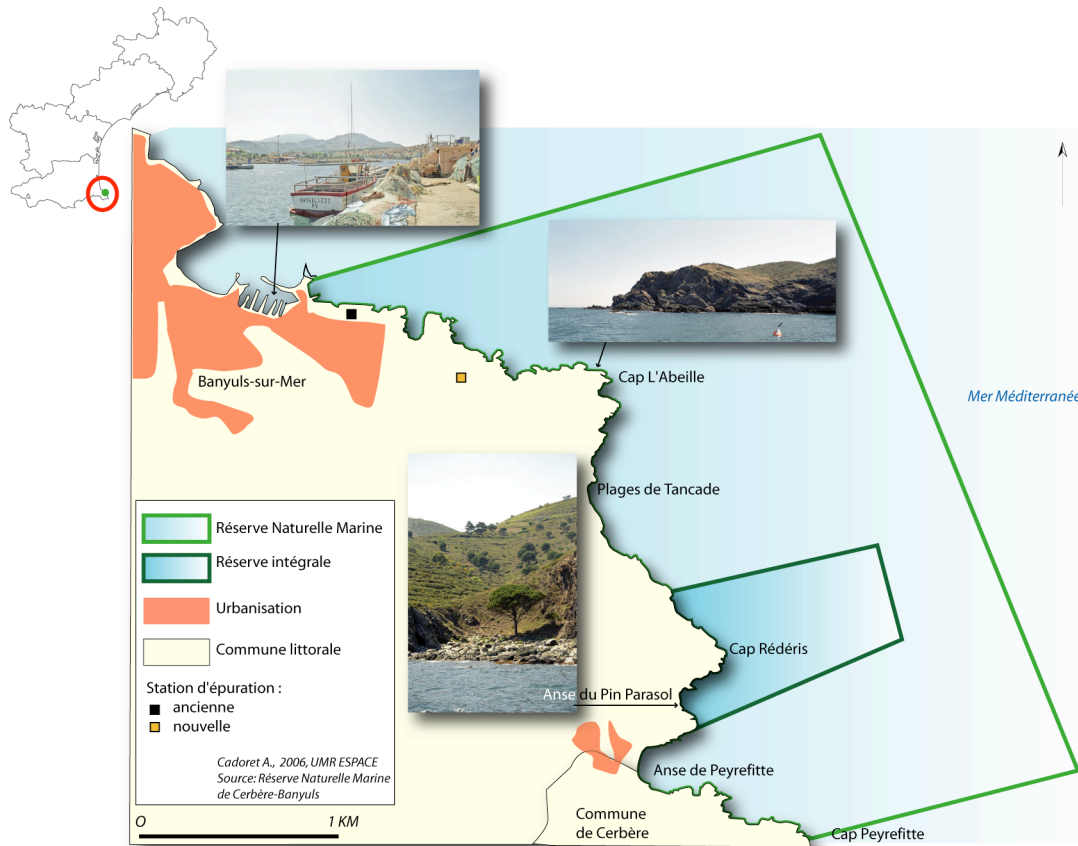 Banyuls-sur-Mer
Cap L'Abeille
Mer Méditerranée
Plages de Tancade
Cap Rédéris
Anse du Pin Parasol
Anse de Peyrefitte
Commune
de Cerbère
Cap Peyrefitte
Réserve Naturelle Marine
Réserve intégrale
Urbanisation
Commune littorale
Station d'épuration :
ancienne
nouvelle
Cadoret A., 2006, UMR ESPACE
Source: Réserve Naturelle Marine
de Cerbère-Banyuls
O 1 KM